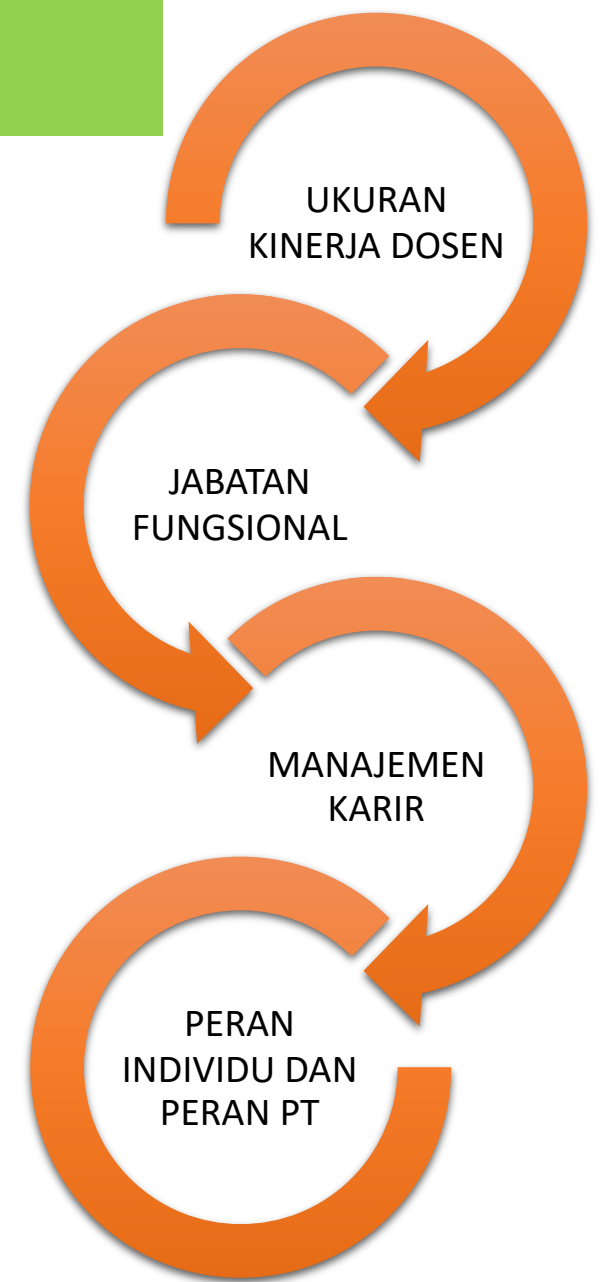 UKURAN
KINERJA DOSEN
JABATAN
FUNGSIONAL
MANAJEMEN
KARIR
PERAN
INDIVIDU DAN
PERAN PT